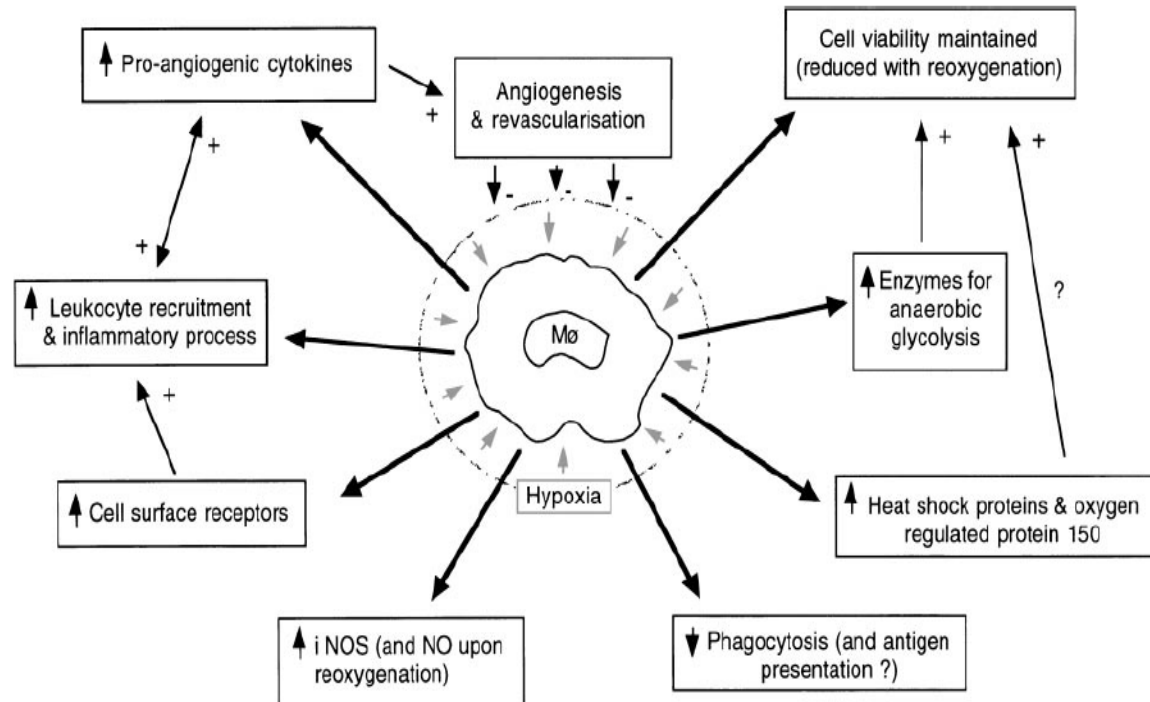 Pro-angiogenic cytokines
+
Angiogenesis
& revascularisation
- - -
Cell viability maintained
(reduced with reoxygenation)
+
+
?
+
+
Leukocyte recruitment
& inflammatory process
+
Mø
Enzymes for
anaerobic
glycolysis
Cell surface receptors
Hypoxia
Heat shock proteins & oxygen
regulated protein 150
i NOS (and NO upon
reoxygenation)
Phagocytosis (and antigen
presentation ?)